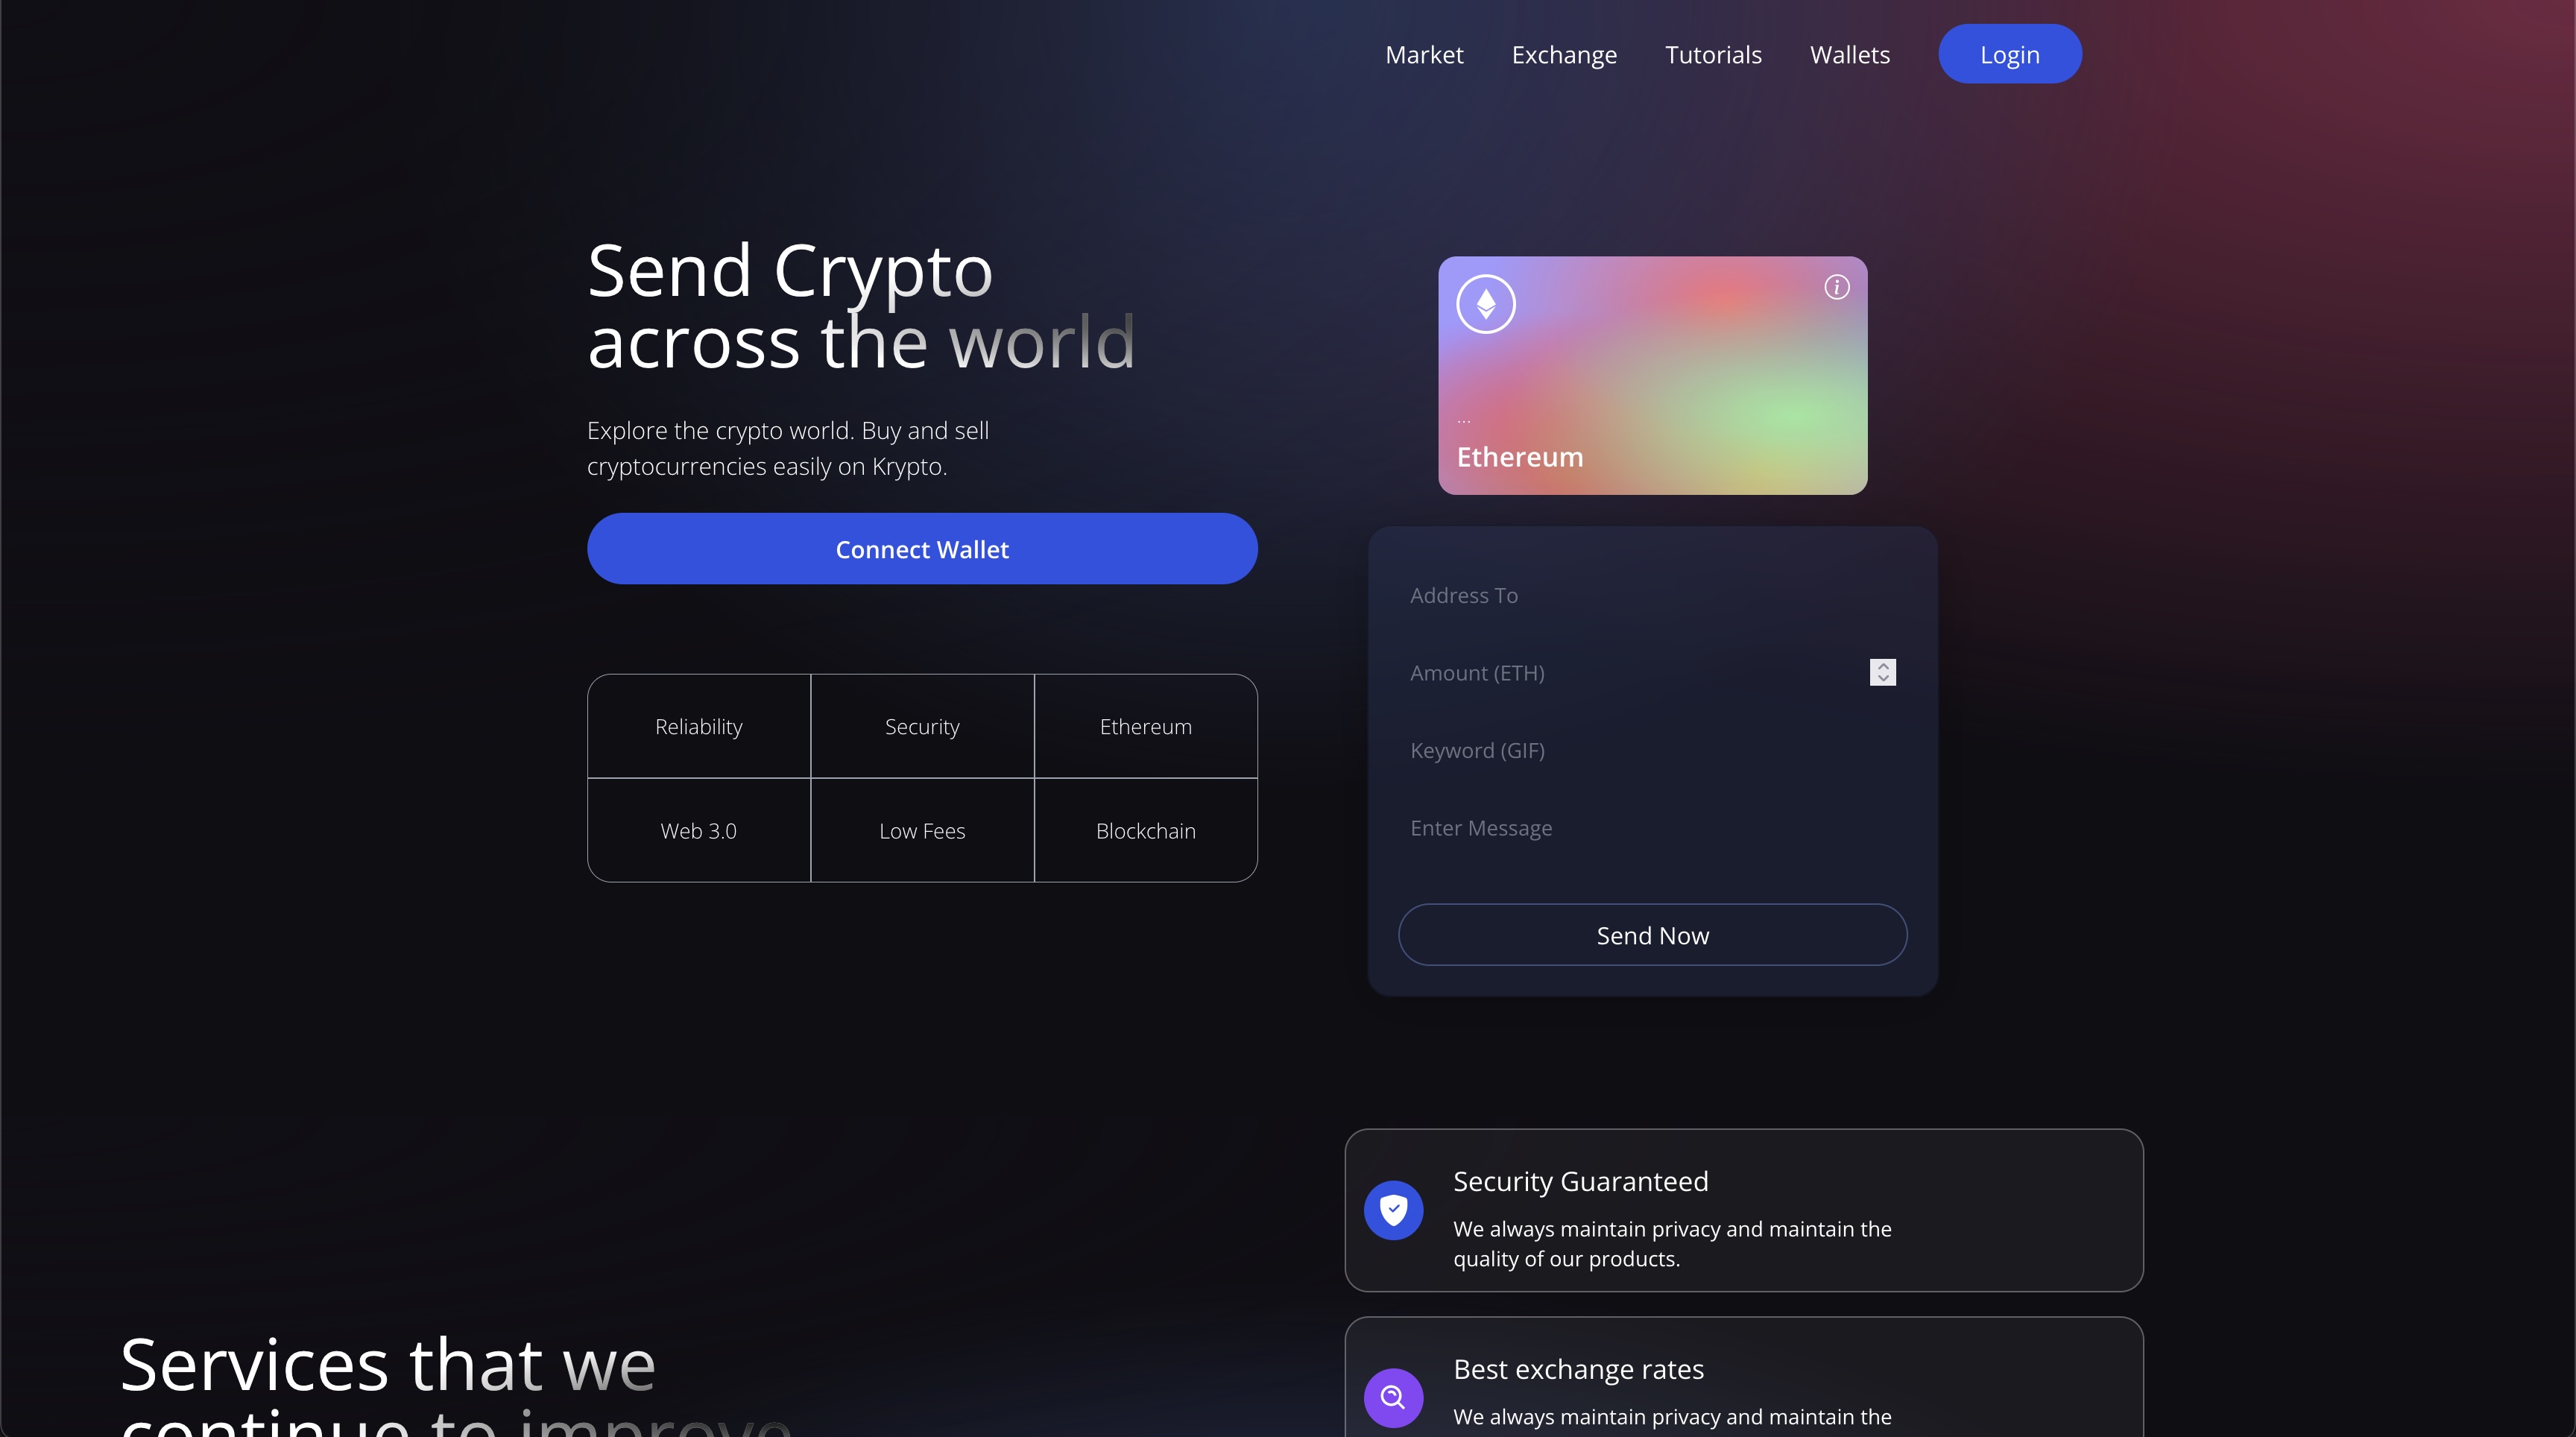 Market
Exchange
Tutorials
Wallets
Login
Send Crypto
across the world
Explore the crypto world. Buy and sell
cryptocurrencies easily on Krypto.
Connect Wallet
Reliability
Security
Ethereum
Web 3.0
Low Fees
Blockchain
i
...
Ethereum
Address To
Amount (ETH)
Keyword (GIF)
Enter Message
Send Now
Services that we
continue to improve
Security Guaranteed
We always maintain privacy and maintain the
quality of our products.
Best exchange rates
We always maintain privacy and maintain the